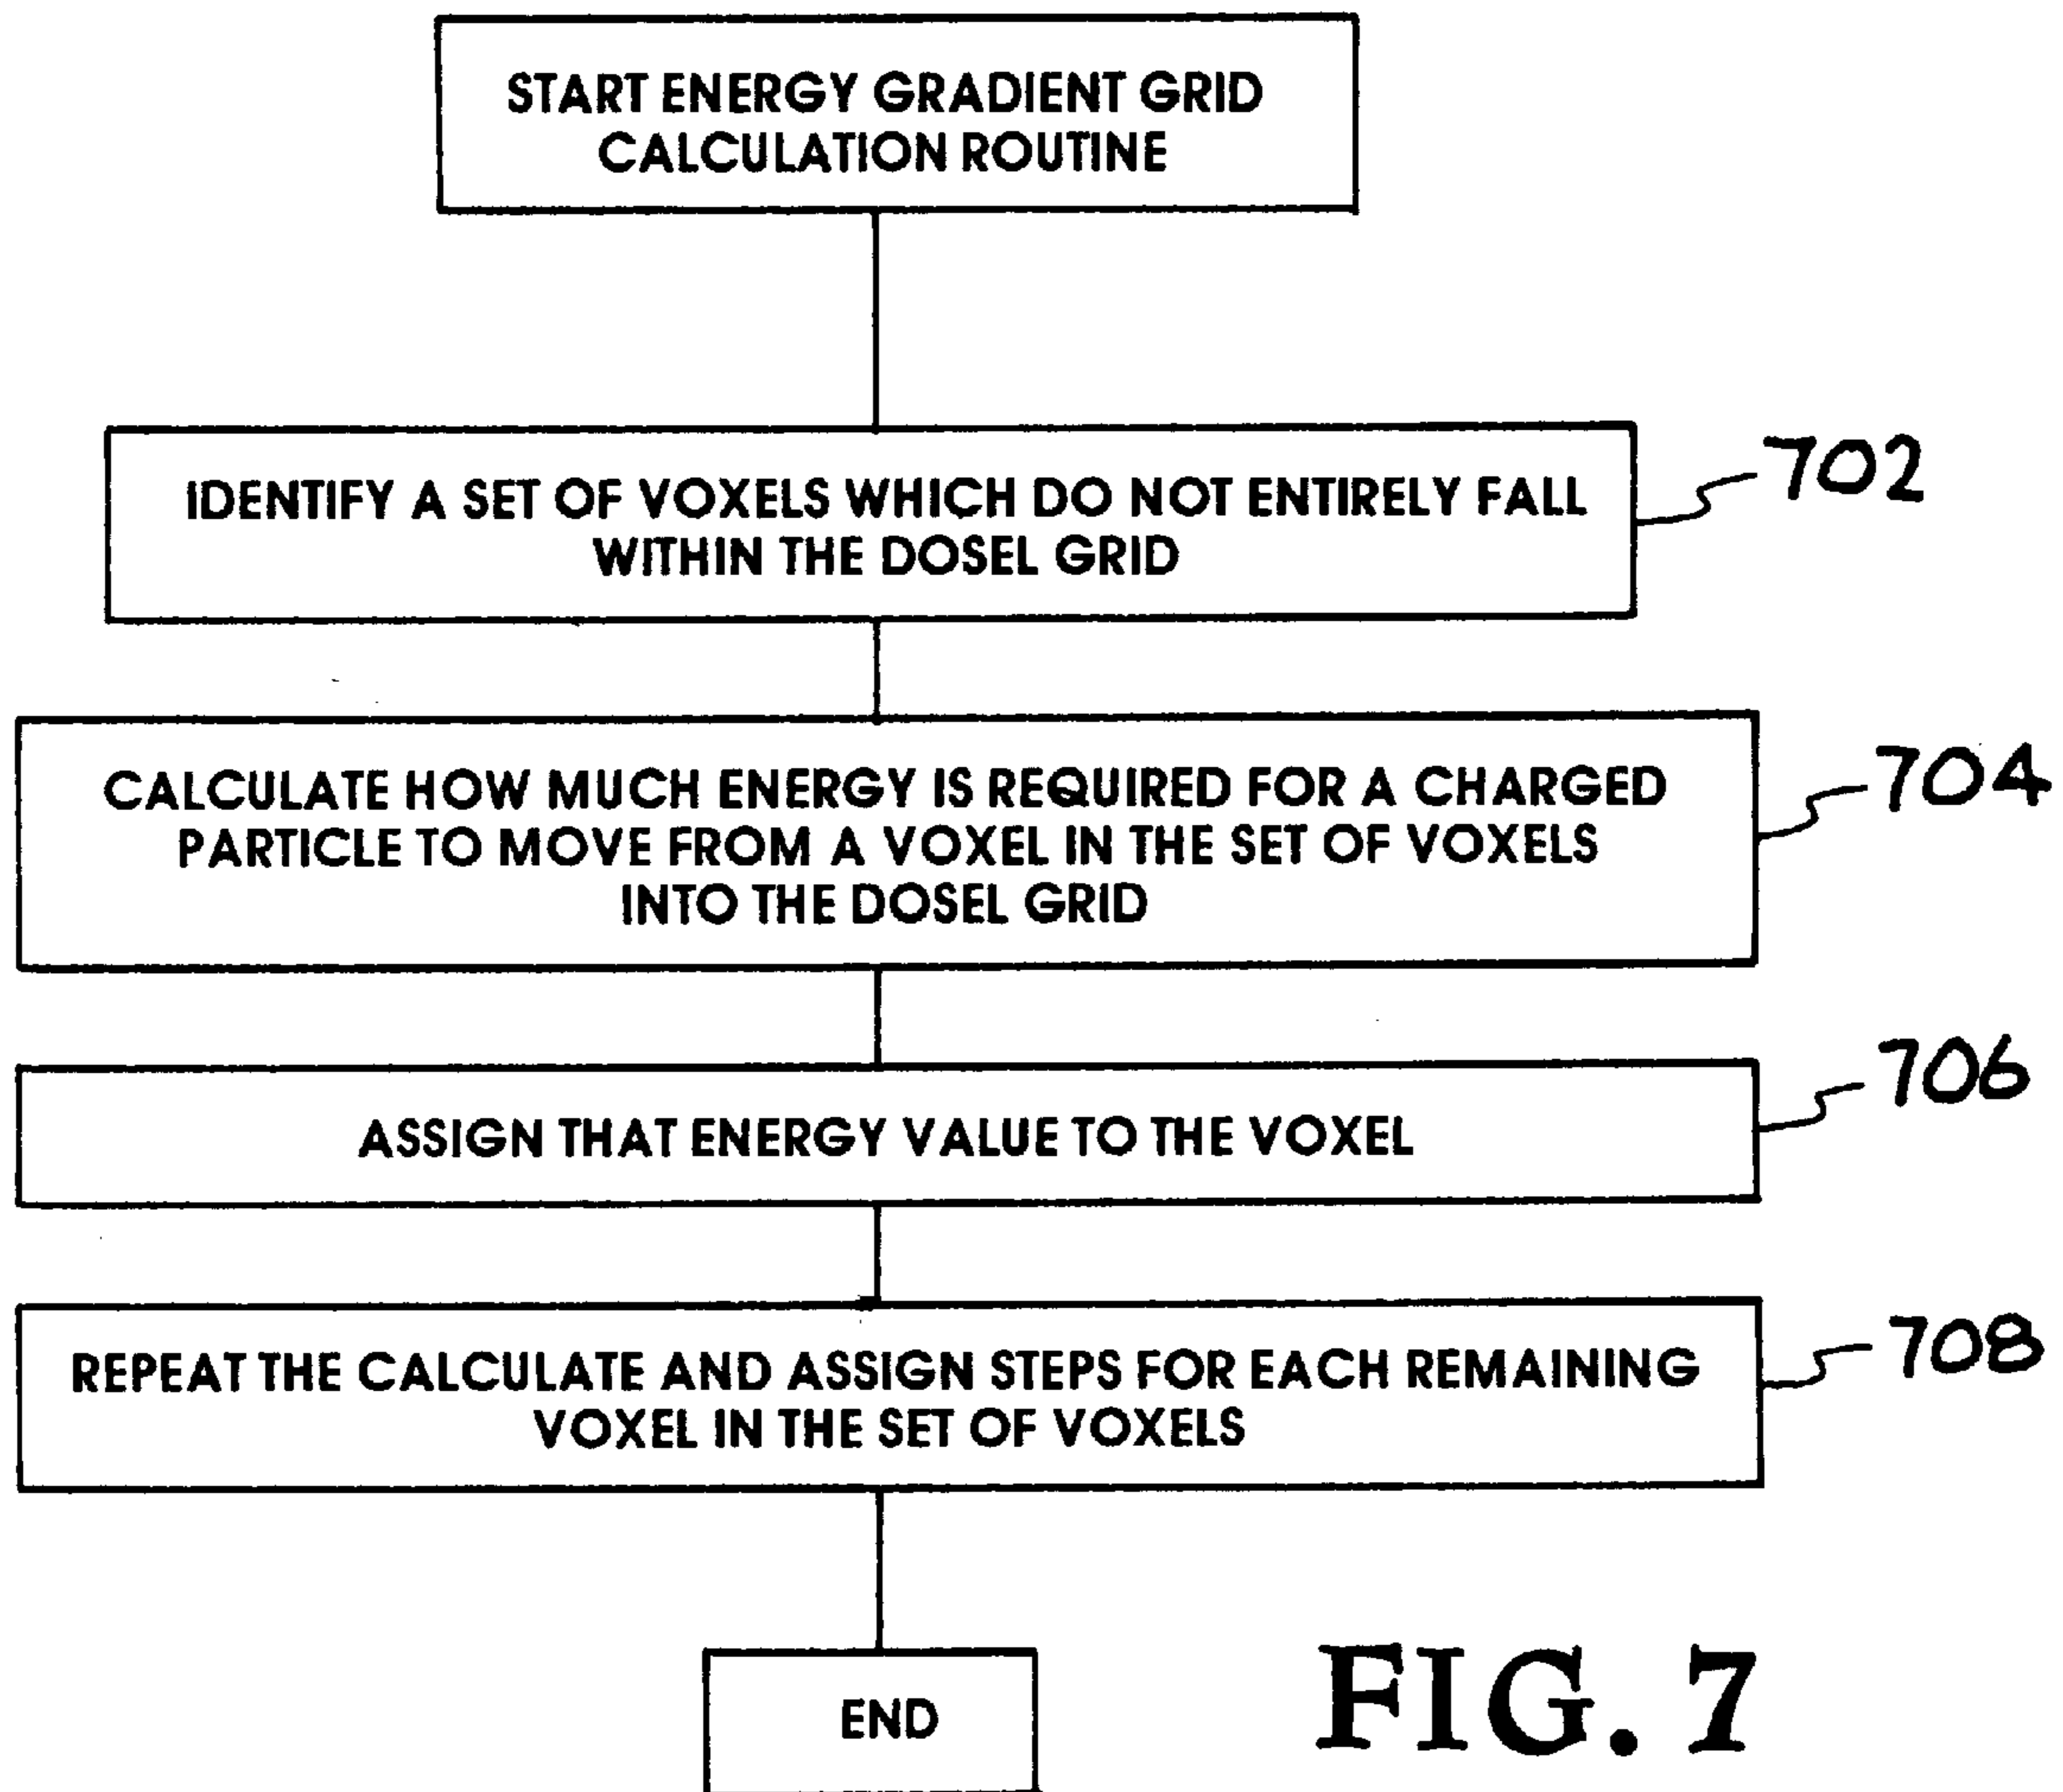 START ENERGY GRADIENT GRID
CALCULATION ROUTINE
IDENTIFY A SET OF VOXELS WHICH DO NOT ENTIRELY FALL
WITHIN THE DOSEL GRID
702
CALCULATE HOW MUCH ENERGY IS REQUIRED FOR A CHARGED
PARTICLE TO MOVE FROM A VOXEL IN THE SET OF VOXELS
INTO THE DOSEL GRID
704
ASSIGN THAT ENERGY VALUE TO THE VOXEL
706
REPEAT THE CALCULATE AND ASSIGN STEPS FOR EACH REMAINING
VOXEL IN THE SET OF VOXELS
708
END
FIG. 7